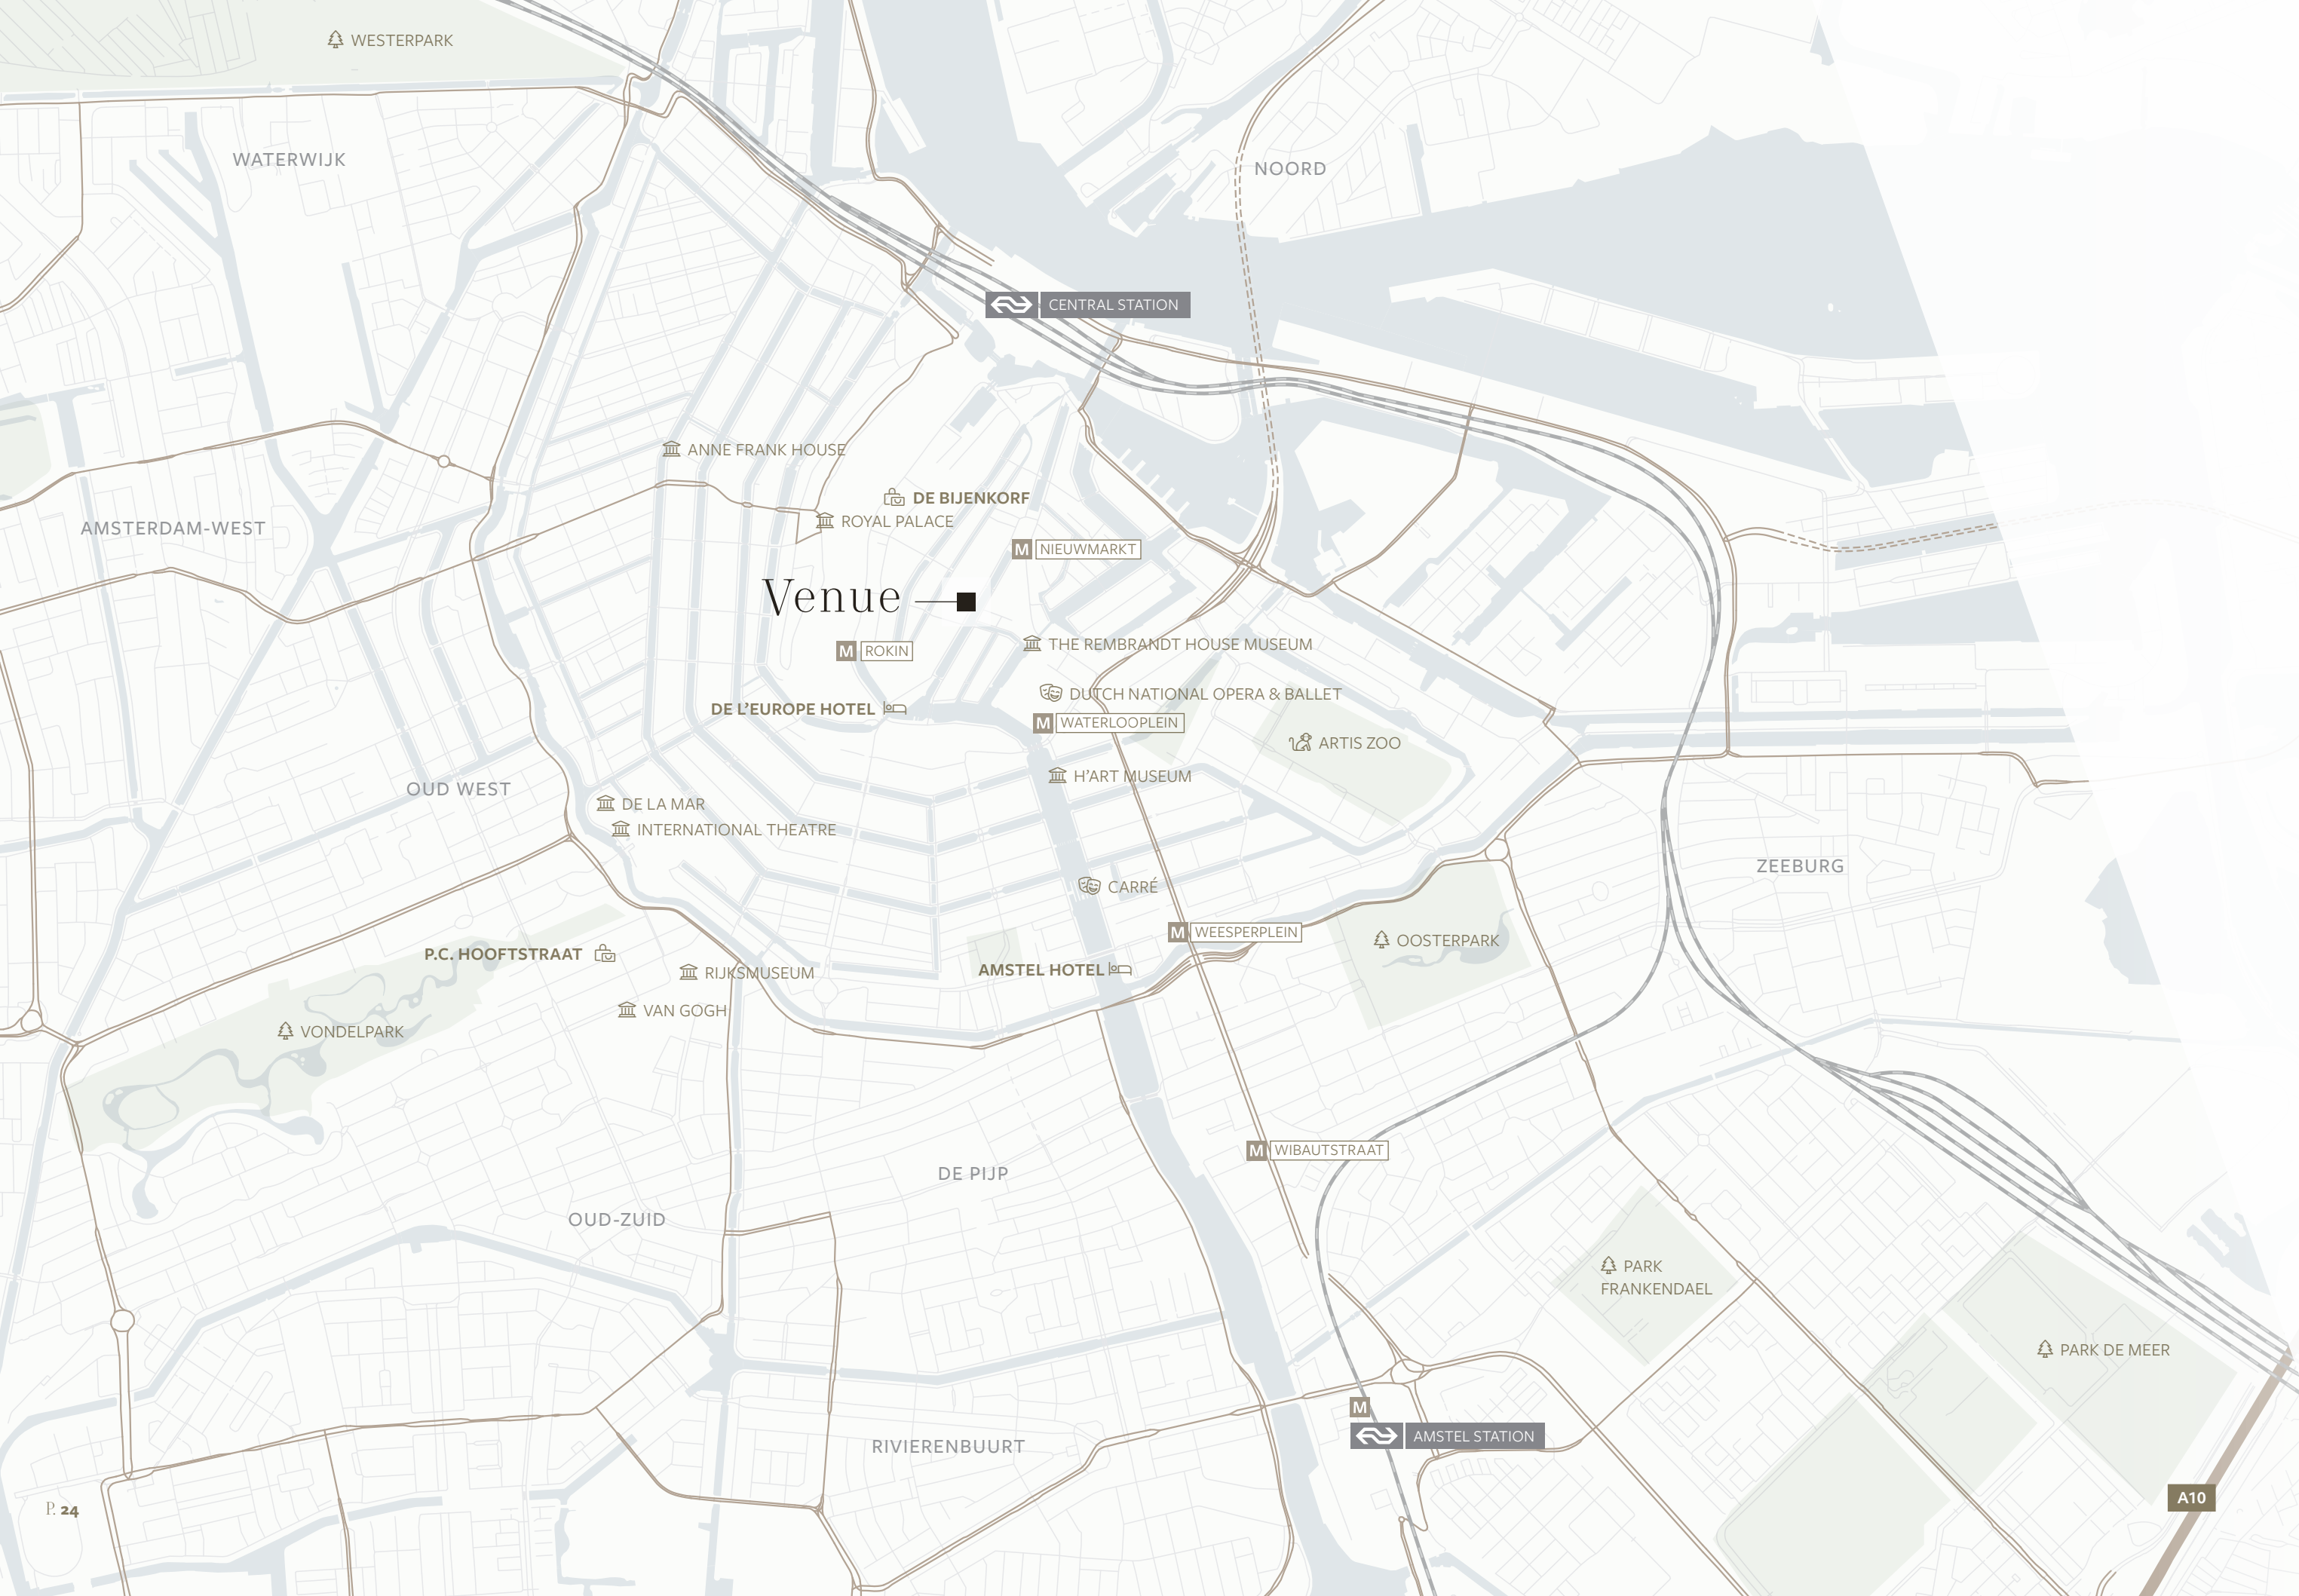 WESTERPARK
WATERWIJK
NOORD
CENTRAL STATION
ANNE FRANK HOUSE
DE BIJENKORF
ROYAL PALACE
AMSTERDAM-WEST
M NIEUWMARKT
Venue
THE REMBRANDT HOUSE MUSEUM
M ROKIN
DUTCH NATIONAL OPERA & BALLET
DE L’EUROPE HOTEL
M WATERLOOPLEIN
ARTIS ZOO
H’ART MUSEUM
OUD WEST
DE LA MAR
INTERNATIONAL THEATRE
ZEEBURG
CARRÉ
M WEESPERPLEIN
OOSTERPARK
P.C. HOOFTSTRAAT
AMSTEL HOTEL
RIJKSMUSEUM
VAN GOGH
VONDELPARK
M WIBAUTSTRAAT
DE PIJP
OUD-ZUID
PARK
FRANKENDAEL
PARK DE MEER
M
AMSTEL STATION
RIVIERENBUURT
A10
P. 24